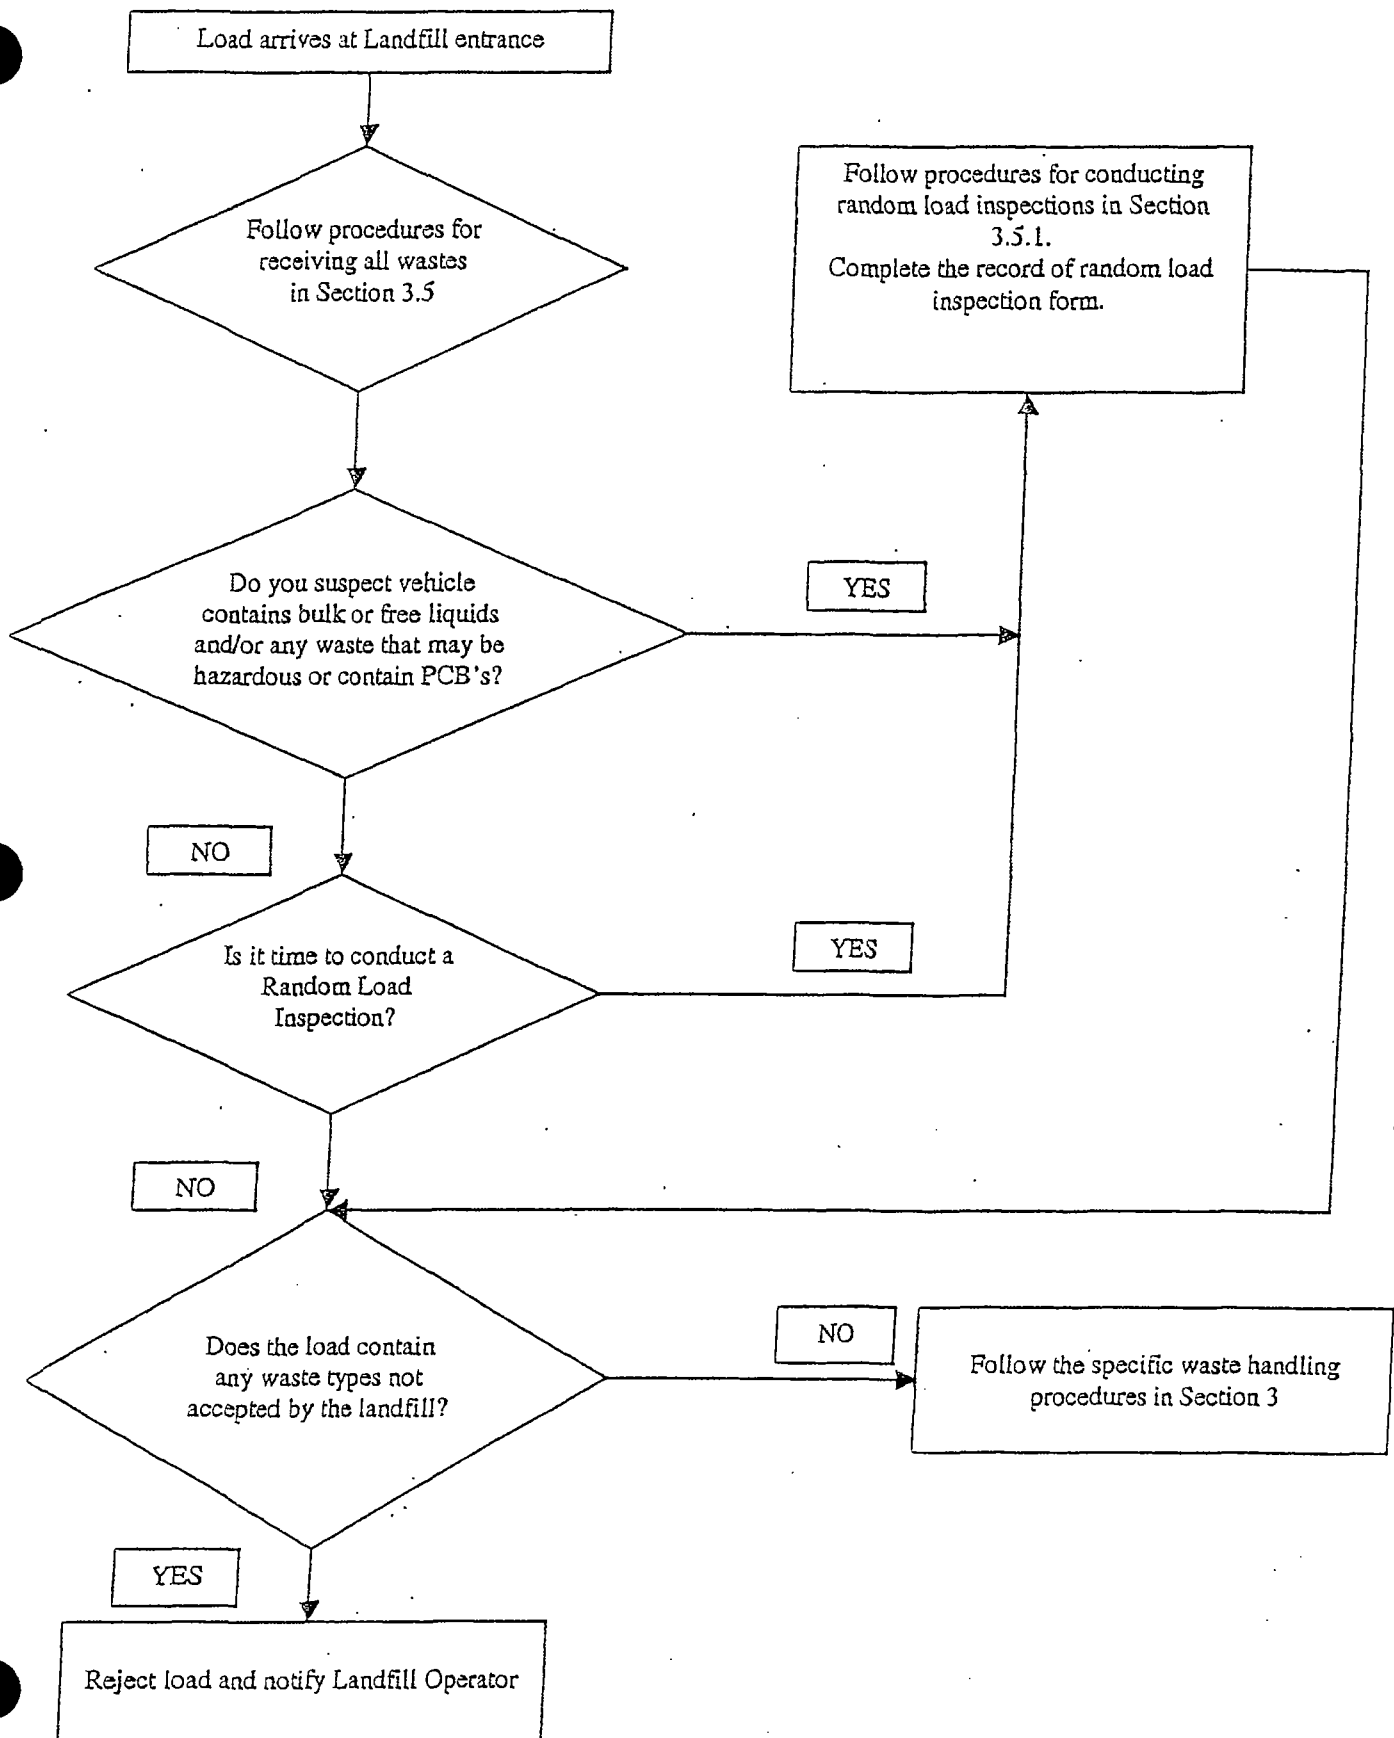 Load arrives at Landfill entrance
Follow procedures for
receiving all wastes
in Section 3.5
Follow procedures for conducting
random load inspections in Section
3.5.1.
Complete the record of random load
inspection form.
Do you suspect vehicle
contains bulk or free liquids
and/or any waste that may be
hazardous or contain PCB's?
YES
NO
Is it time to conduct a
Random Load
Inspection?
YES
NO
Does the load contain
any waste types not
accepted by the landfill?
NO
Follow the specific waste handling
procedures in Section 3
YES
Reject load and notify Landfill Operator